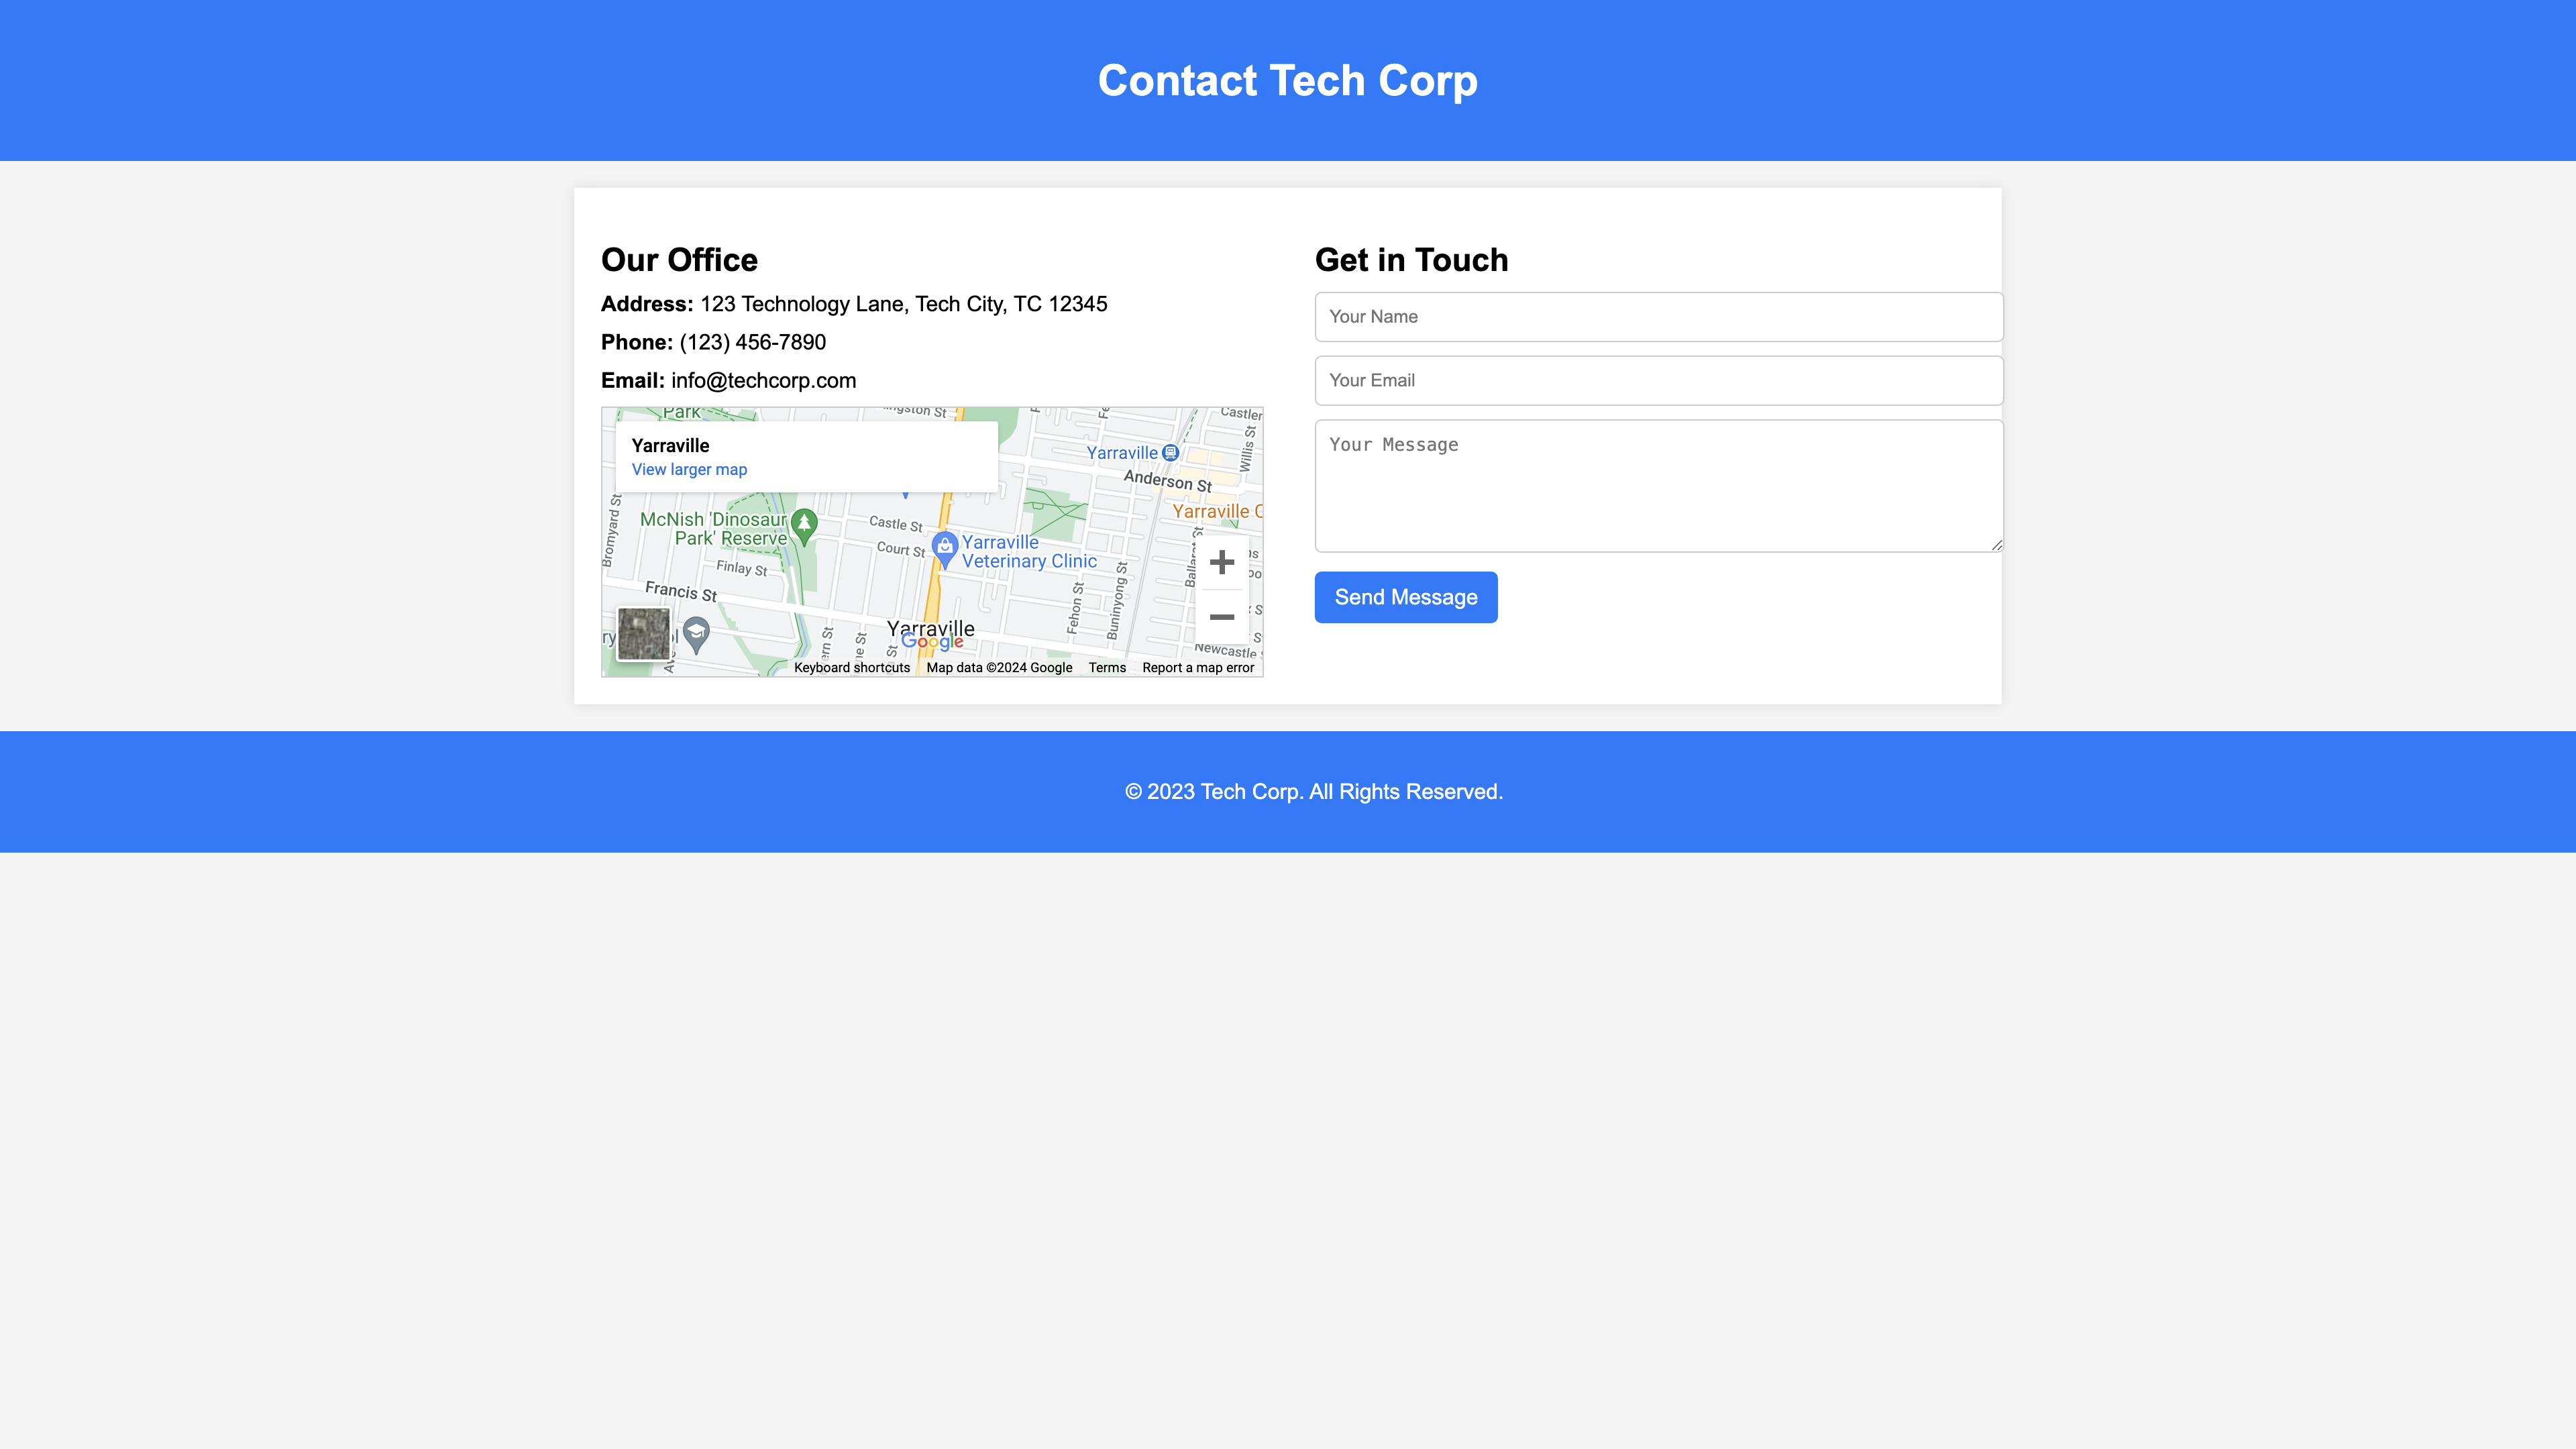 Contact Tech Corp
Our Office
Address: 123 Technology Lane, Tech City, TC 12345
Phone: (123) 456-7890
Email: info@techcorp.com
Park
Castler
Yarraville
View larger map
Yarraville
Willis St
Anderson St
Bromyard St
McNish 'Dinosaur
Park' Reserve
Castle St
Court St
Yarraville
Veterinary Clinic
Yarraville C
Finlay St
Francis St
Fehon St
Buninyong St
Yarraville
Google
Newcastle
Keyboard shortcuts Map data ©2024 Google Terms Report a map error
Get in Touch
Your Name
Your Email
Your Message
Send Message
© 2023 Tech Corp. All Rights Reserved.